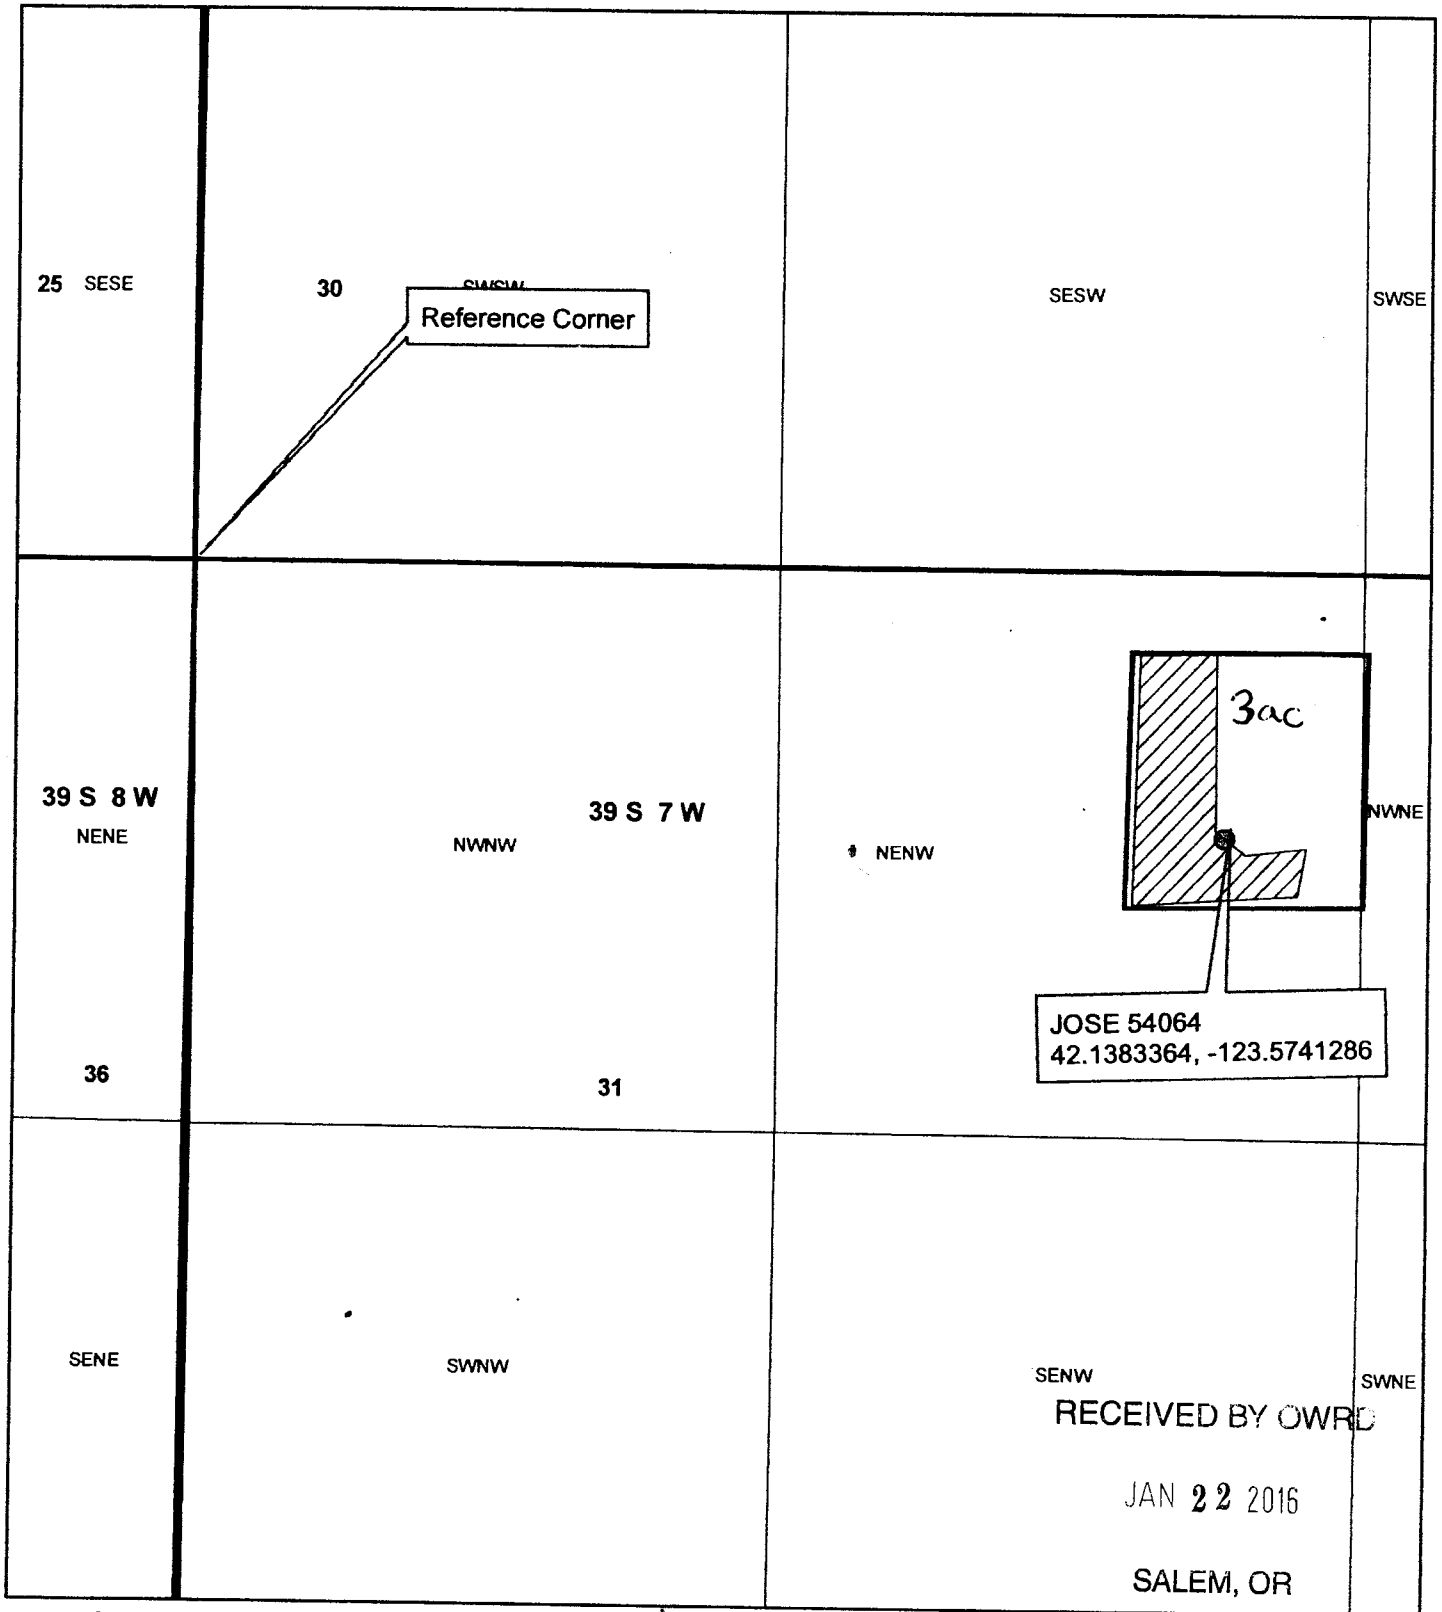 25 SESE
30
SWSW
SESW
SWSE
Reference Corner
3ac
39 S 8 W
NENE
39 S 7 W
NWNW
NENW
NWNE
JOSE 54064
42.1383364, -123.5741286
36
31
SENE
SWNW
SENW
SWNE
RECEIVED BY OWRD
JAN 22 2016
SALEM, OR